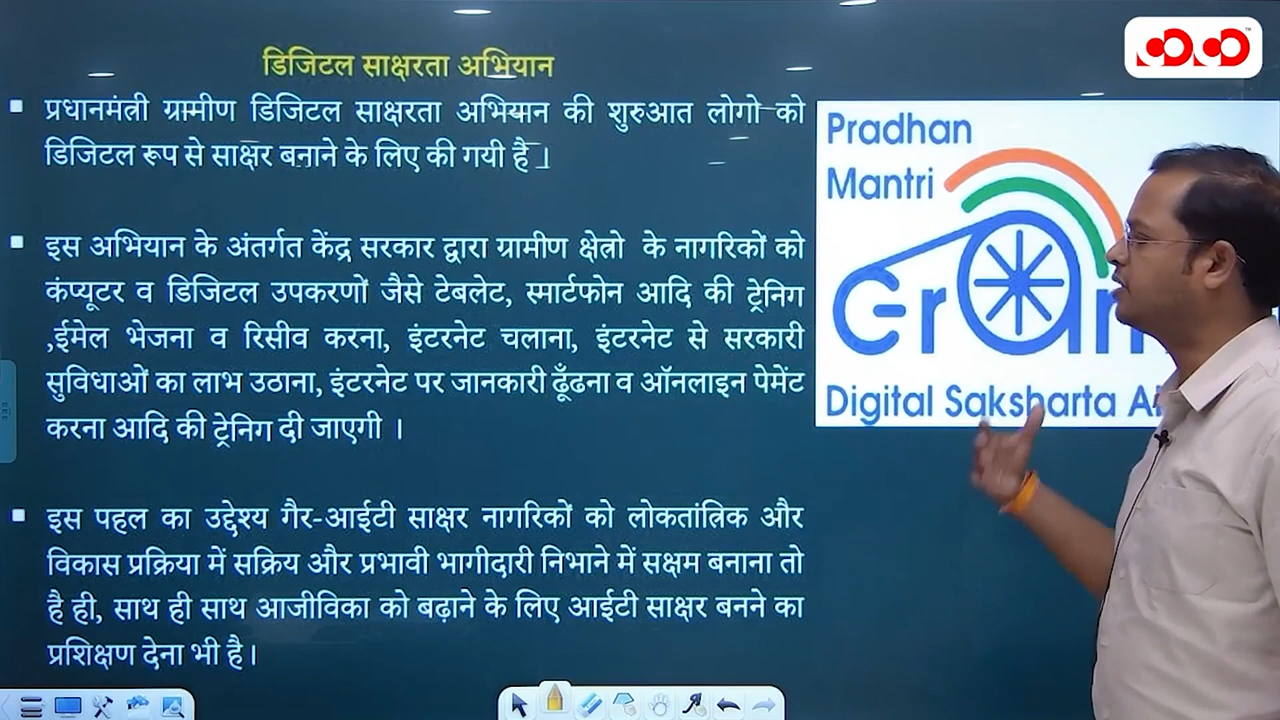 डिजिटल साक्षरता अभियान
प्रधानमंत्री ग्रामीण डिजिटल साक्षरता अभियान की शुरुआत लोगो को
डिजिटल रूप से साक्षर बनाने के लिए की गयी है ।
इस अभियान के अंतर्गत केंद्र सरकार द्वारा ग्रामीण क्षेत्रो के नागरिकों को
कंप्यूटर व डिजिटल उपकरणों जैसे टेबलेट, स्मार्टफोन आदि की ट्रेनिग
,ईमेल भेजना व रिसीव करना, इंटरनेट चलाना, इंटरनेट से सरकारी
सुविधाओं का लाभ उठाना, इंटरनेट पर जानकारी ढूँढना व ऑनलाइन पेमेंट
करना आदि की ट्रेनिग दी जाएगी ।
इस पहल का उद्देश्य गैर-आईटी साक्षर नागरिकों को लोकतांत्रिक और
विकास प्रक्रिया में सक्रिय और प्रभावी भागीदारी निभाने में सक्षम बनाना तो
है ही, साथ ही साथ आजीविका को बढ़ाने के लिए आईटी साक्षर बनने का
प्रशिक्षण देना भी है।
Pradhan
Mantri
Gram
Digital Saksharta A